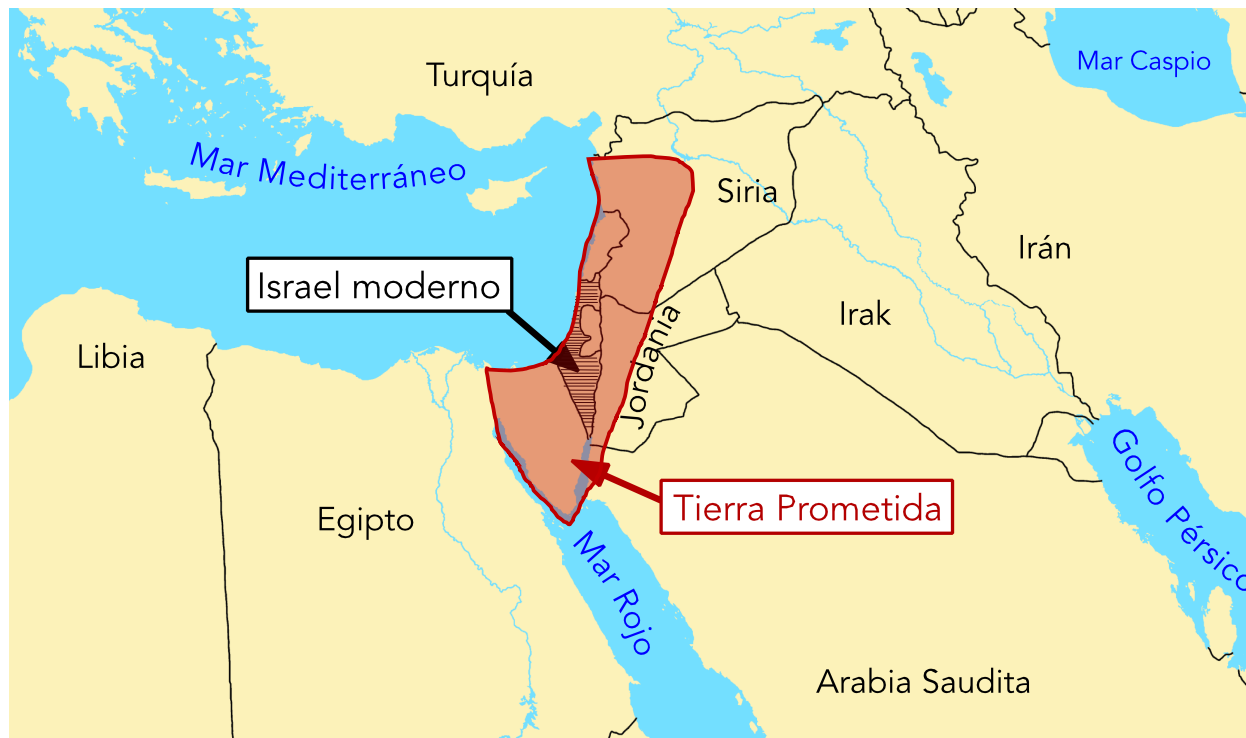 Mar Caspio
Turquía
Mar Mediterráneo
Siria
Irán
Israel moderno
Irak
Libia
Jordania
Golfo Pérsico
Tierra Prometida
Egipto
Mar Rojo
Arabia Saudita